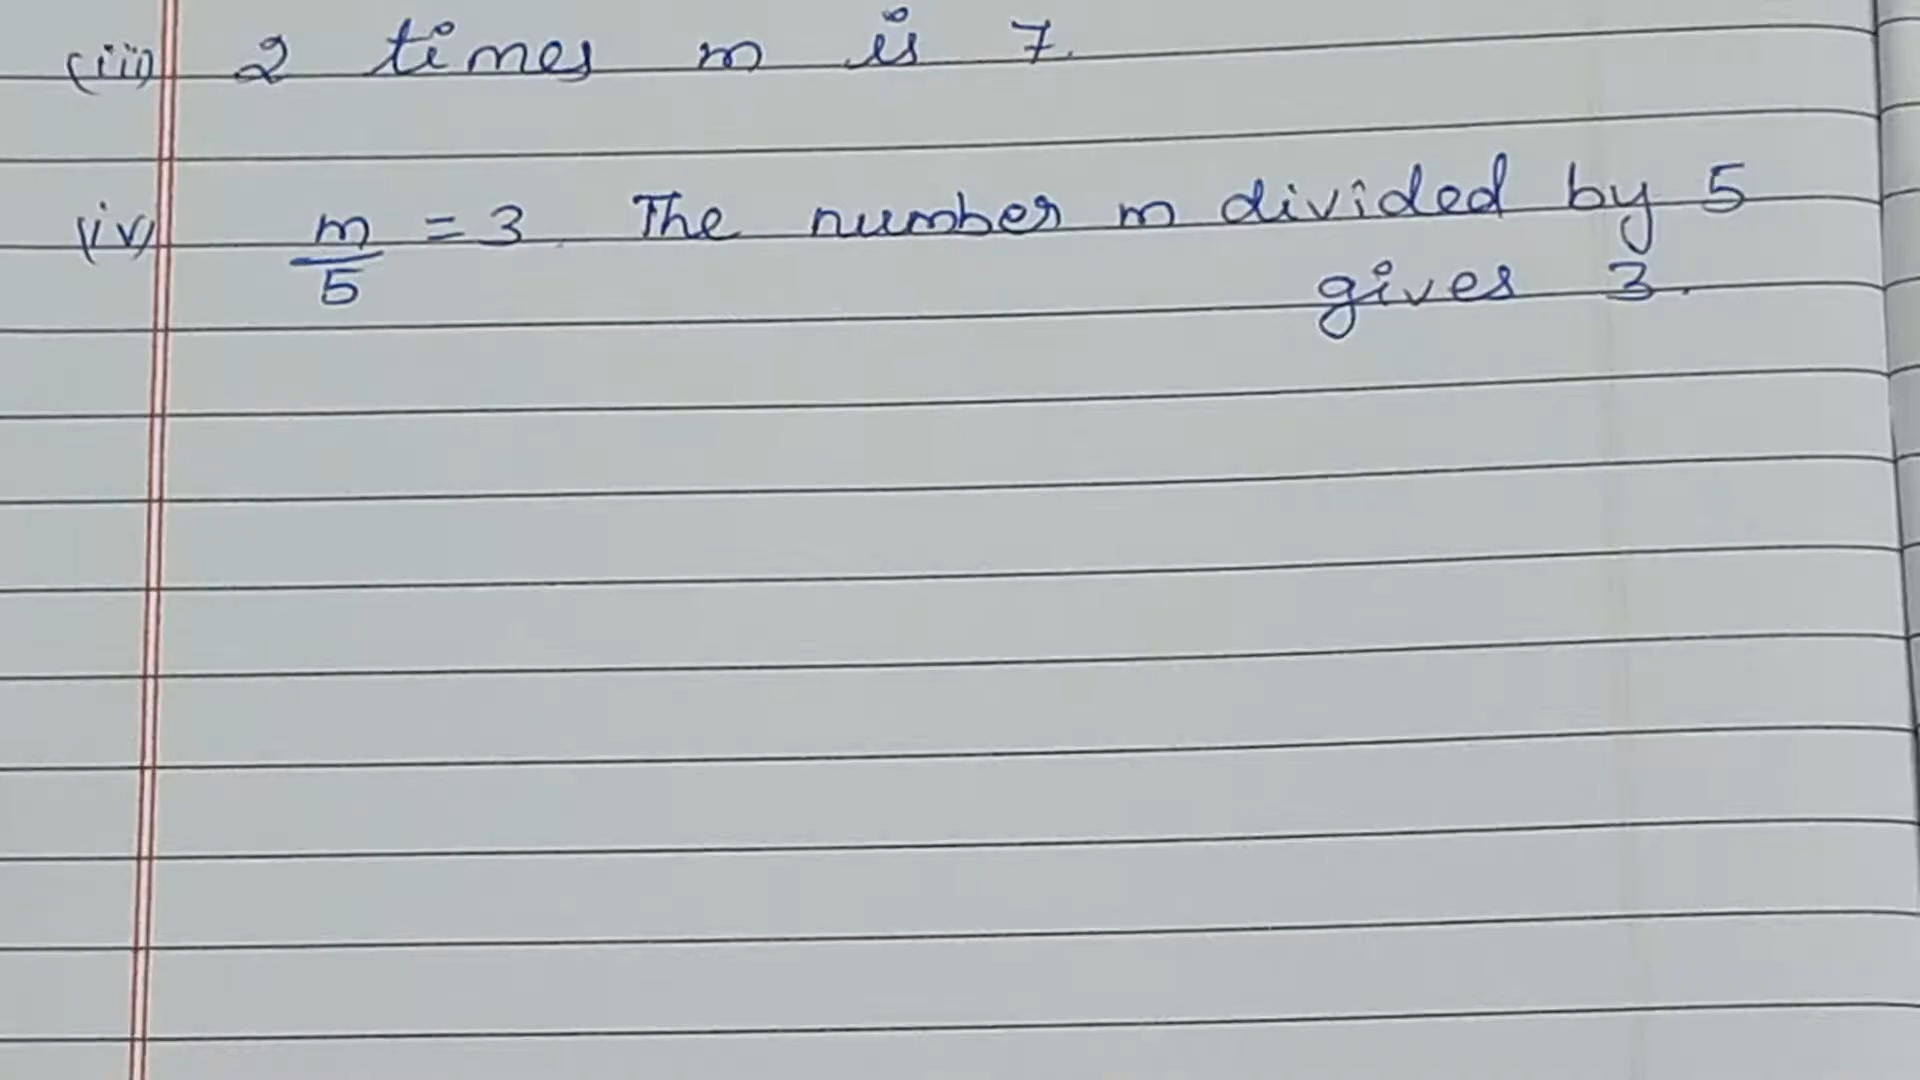 (iii) 2 times m is 7.
(iv) m/5 = 3. The number m divided by 5
gives 3.